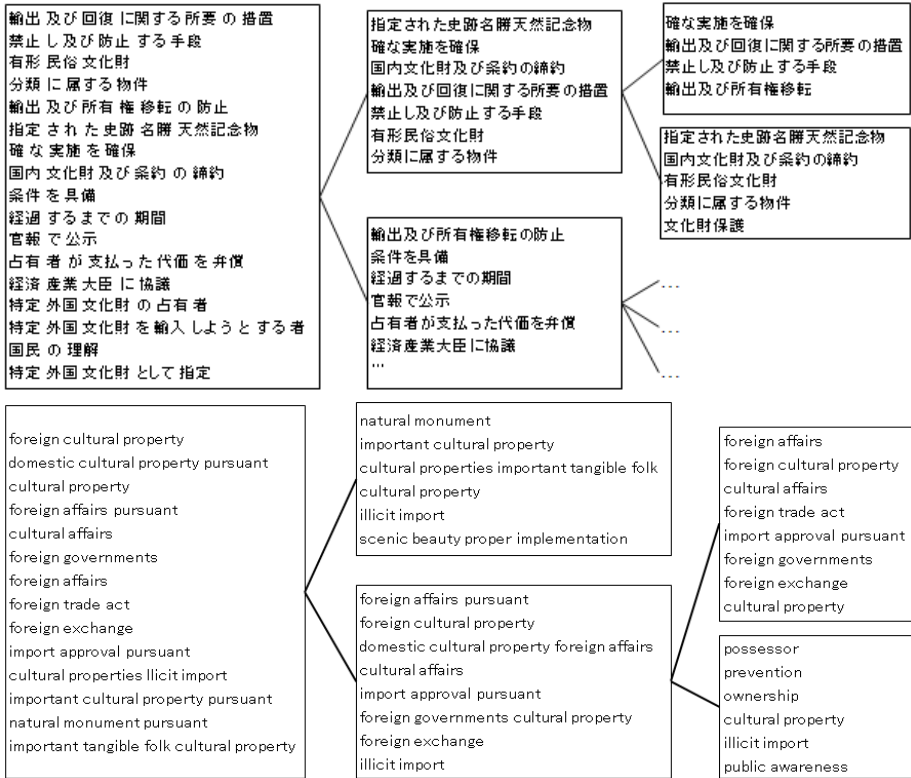 輸出及び回復に関する所要の措置
禁止し及び防止する手段
有形民俗文化財
分類に属する物件
輸出及び所有権移転の防止
指定された史跡名勝天然記念物
確な実施を確保
国内文化財及び条約の締約
条件を具備
経過するまでの期間
官報で公示
占有者が支払った代価を弁償
経済産業大臣に協議
特定外国文化財の占有者
特定外国文化財を輸入しようとする者
国民の理解
特定外国文化財として指定
指定された史跡名勝天然記念物
確な実施を確保
国内文化財及び条約の締約
輸出及び回復に関する所要の措置
禁止し及び防止する手段
有形民俗文化財
分類に属する物件
輸出及び所有権移転の防止
条件を具備
経過するまでの期間
官報で公示
占有者が支払った代価を弁償
経済産業大臣に協議
…
確な実施を確保
輸出及び回復に関する所要の措置
禁止し及び防止する手段
輸出及び所有権移転
指定された史跡名勝天然記念物
国内文化財及び条約の締約
有形民俗文化財
分類に属する物件
文化財保護
…
…
…
foreign cultural property
domestic cultural property pursuant
cultural property
foreign affairs pursuant
cultural affairs
foreign governments
foreign affairs
foreign trade act
foreign exchange
import approval pursuant
cultural properties llicit import
important cultural property pursuant
natural monument pursuant
important tangible folk cultural property
natural monument
important cultural property
cultural properties important tangible folk
cultural property
illicit import
scenic beauty proper implementation
foreign affairs pursuant
foreign cultural property
domestic cultural property foreign affairs
cultural affairs
import approval pursuant
foreign governments cultural property
foreign exchange
illicit import
foreign affairs
foreign cultural property
cultural affairs
foreign trade act
import approval pursuant
foreign governments
foreign exchange
cultural property
possessor
prevention
ownership
cultural property
illicit import
public awareness